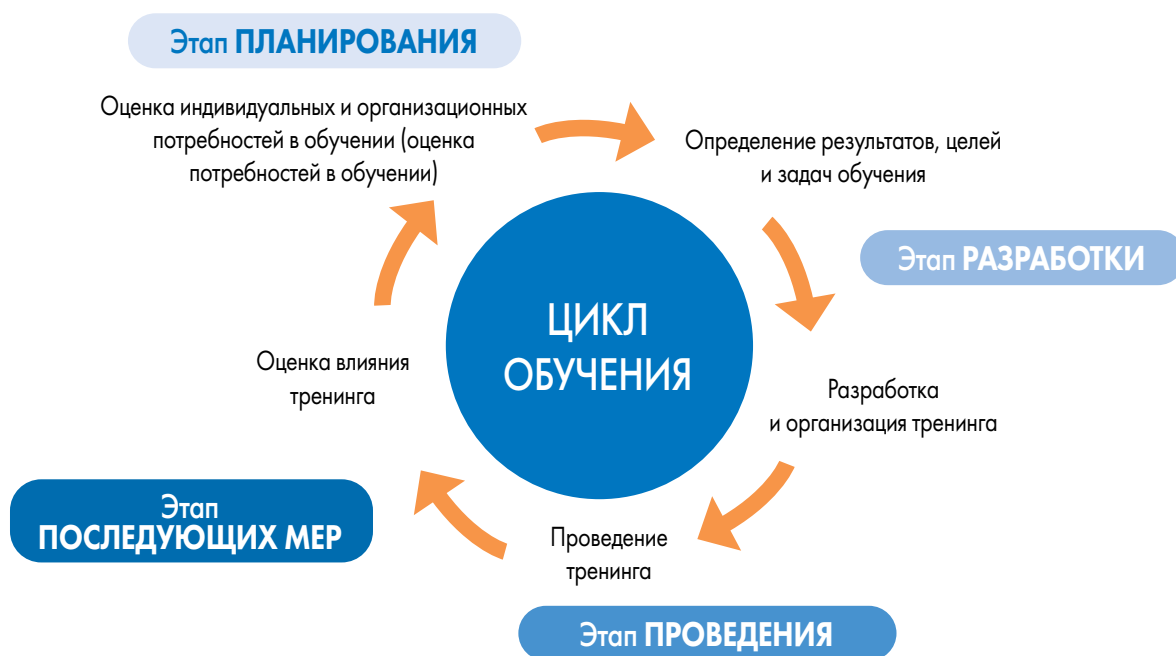 Этап ПЛАНИРОВАНИЯ
Оценка индивидуальных и организационных
потребностей в обучении (оценка
потребностей в обучении)
Определение результатов, целей
и задач обучения
Этап РАЗРАБОТКИ
ЦИКЛ
ОБУЧЕНИЯ
Разработка
и организация тренинга
Оценка влияния
тренинга
Этап
ПОСЛЕДУЮЩИХ МЕР
Проведение
тренинга
Этап ПРОВЕДЕНИЯ